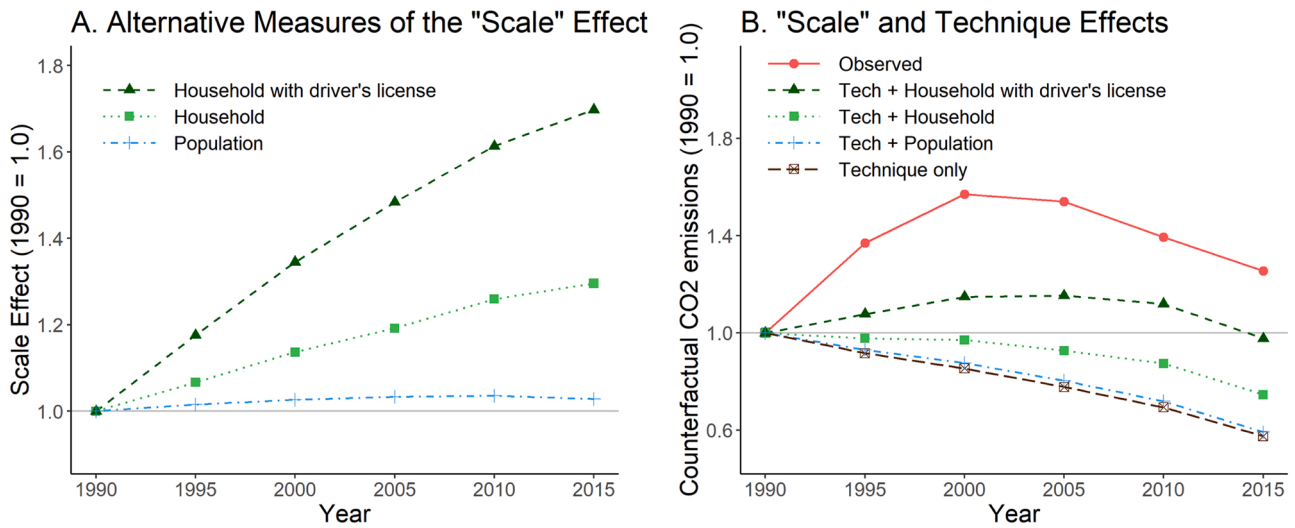 A. Alternative Measures of the "Scale" Effect
Scale Effect (1990 = 1.0)
1.8
1.6
1.4
1.2
1.0
Household with driver's license
Household
Population
1990 1995 2000 2005 2010 2015
Year
B. "Scale" and Technique Effects
Counterfactual CO2 emissions (1990 = 1.0)
1.8
1.4
1.0
0.6
Observed
Tech + Household with driver's license
Tech + Household
Tech + Population
Technique only
1990 1995 2000 2005 2010 2015
Year